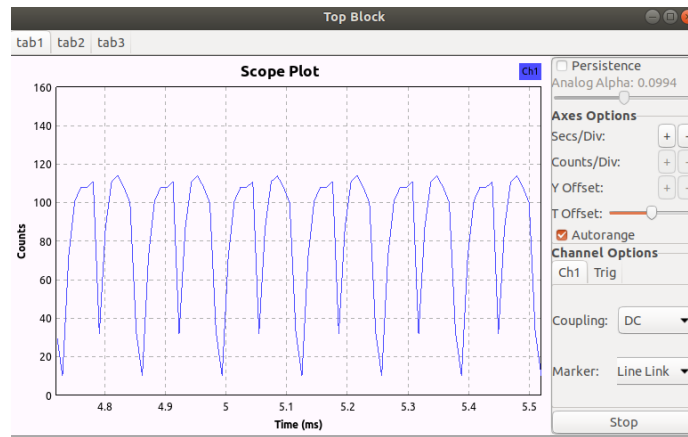 Top Block
tab1 tab2 tab3
Scope Plot
Ch1
160
140
120
100
80
60
40
20
0
Counts
4.8 4.9 5 5.1 5.2 5.3 5.4 5.5
Time (ms)
Persistence
Analog Alpha: 0.0994
Axes Options
Secs/Div: + -
Counts/Div: + -
Y Offset: + -
T Offset:
Autorange
Channel Options
Ch1 Trig
Coupling: DC
Marker: Line Link
Stop